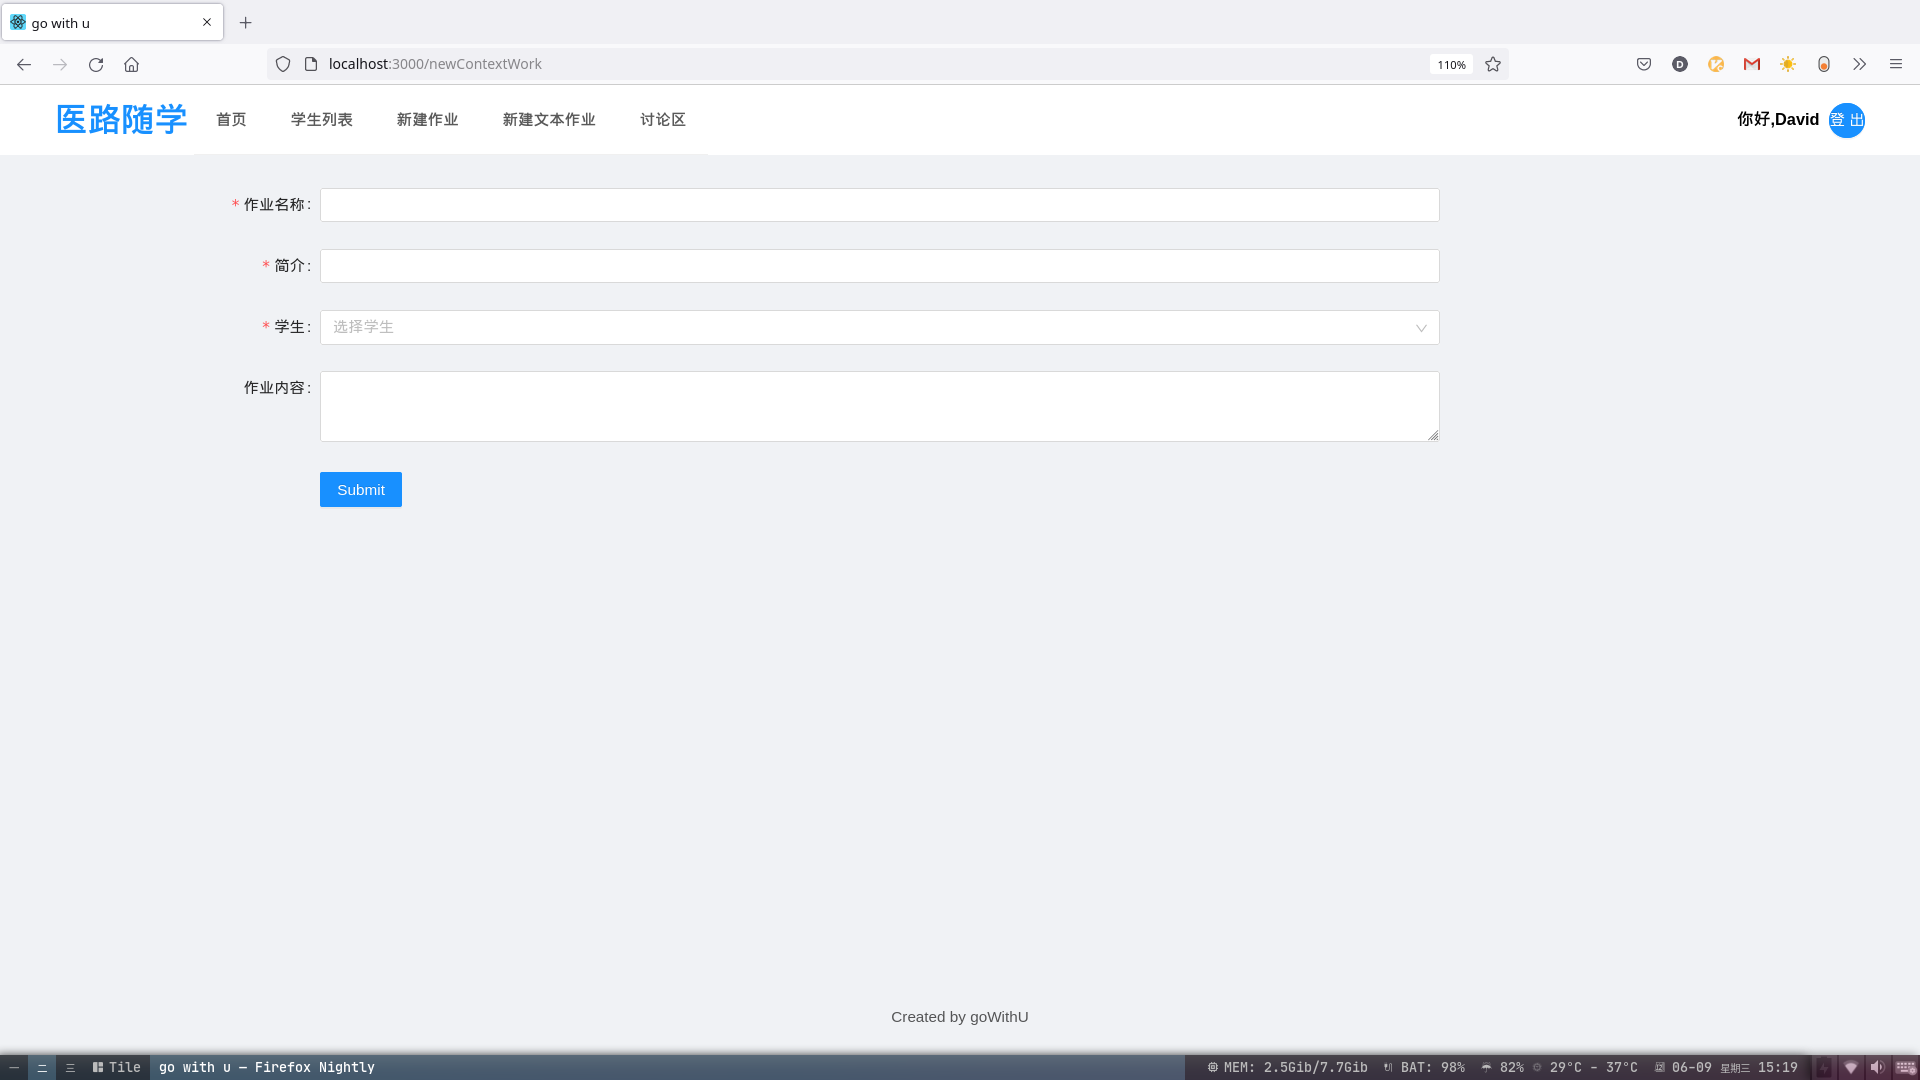 go with u
localhost:3000/newContextWork
110%
医路随学 首页 学生列表 新建作业 新建文本作业 讨论区 你好,David 登 出
* 作业名称:
* 简介:
* 学生: 选择学生
作业内容:
Submit
Created by goWithU
一 二 三 Tile go with u — Firefox Nightly MEM: 2.5Gib/7.7Gib BAT: 98% 82% 29°C - 37°C 06-09 星期三 15:19